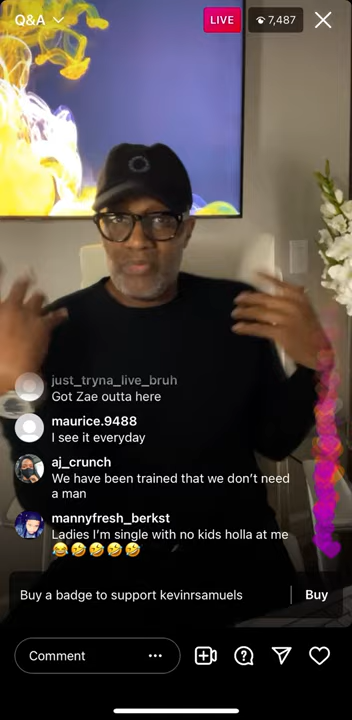 Q&A
LIVE
7,487
just_tryna_live_bruh
Got Zae outta here
maurice.9488
I see it everyday
aj_crunch
We have been trained that we don't need
a man
mannyfresh_berkst
Ladies I'm single with no kids holla at me
😂🤣🤣🤣🤣
Buy a badge to support kevinrsamuels
Buy
Comment